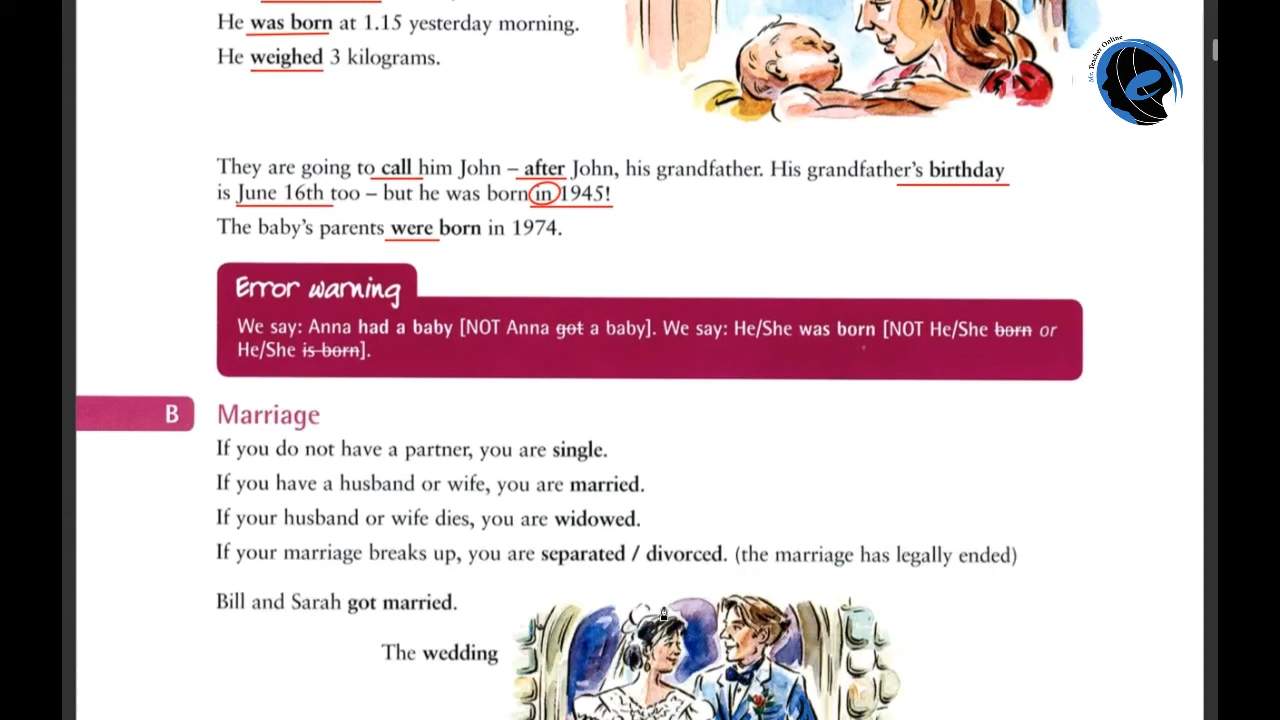 He was born at 1.15 yesterday morning.
He weighed 3 kilograms.
Mr. Teacher Online
They are going to call him John – after John, his grandfather. His grandfather's birthday
is June 16th too – but he was born in 1945!
The baby's parents were born in 1974.
Error warning
We say: Anna had a baby [NOT Anna got a baby]. We say: He/She was born [NOT He/She born or
He/She is born].
B Marriage
If you do not have a partner, you are single.
If you have a husband or wife, you are married.
If your husband or wife dies, you are widowed.
If your marriage breaks up, you are separated / divorced. (the marriage has legally ended)
Bill and Sarah got married.
The wedding